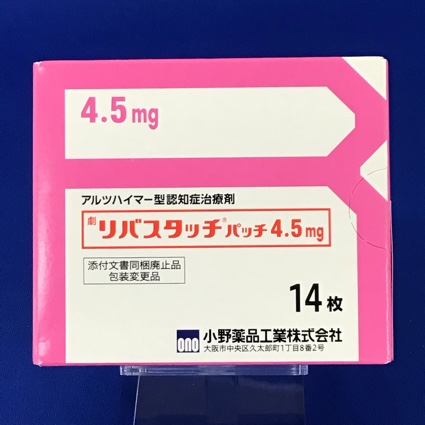 4.5mg
アルツハイマー型認知症治療剤
劇 リバスタッチ®パッチ4.5mg
添付文書同梱廃止品
包装変更品
14枚
ono 小野薬品工業株式会社
大阪市中央区久太郎町1丁目8番2号